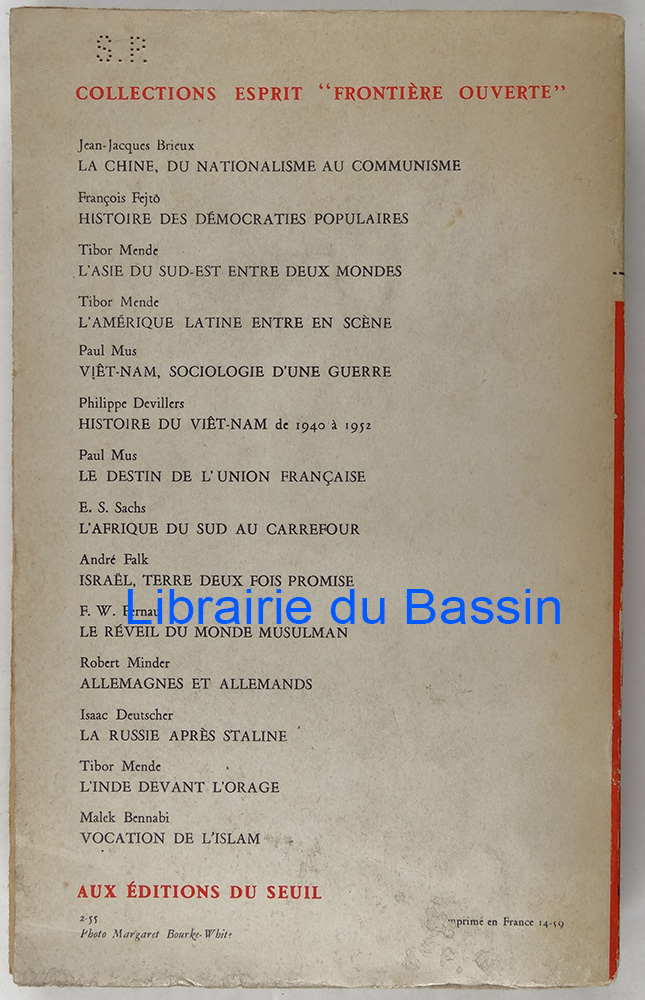 S.P.
COLLECTIONS ESPRIT "FRONTIÈRE OUVERTE"
Jean-Jacques Brieux
LA CHINE, DU NATIONALISME AU COMMUNISME
François Fejtö
HISTOIRE DES DÉMOCRATIES POPULAIRES
Tibor Mende
L'ASIE DU SUD-EST ENTRE DEUX MONDES
Tibor Mende
L'AMÉRIQUE LATINE ENTRE EN SCÈNE
Paul Mus
VIÊT-NAM, SOCIOLOGIE D'UNE GUERRE
Philippe Devillers
HISTOIRE DU VIÊT-NAM de 1940 à 1952
Paul Mus
LE DESTIN DE L'UNION FRANÇAISE
E. S. Sachs
L'AFRIQUE DU SUD AU CARREFOUR
André Falk
ISRAËL, TERRE DEUX FOIS PROMISE
Librairie du Bassin
F. W. Fernau
LE RÉVEIL DU MONDE MUSULMAN
Robert Minder
ALLEMAGNES ET ALLEMANDS
Isaac Deutscher
LA RUSSIE APRÈS STALINE
Tibor Mende
L'INDE DEVANT L'ORAGE
Malek Bennabi
VOCATION DE L'ISLAM
AUX ÉDITIONS DU SEUIL
2-55
Photo Margaret Bourke-White
mprimé en France 14-59